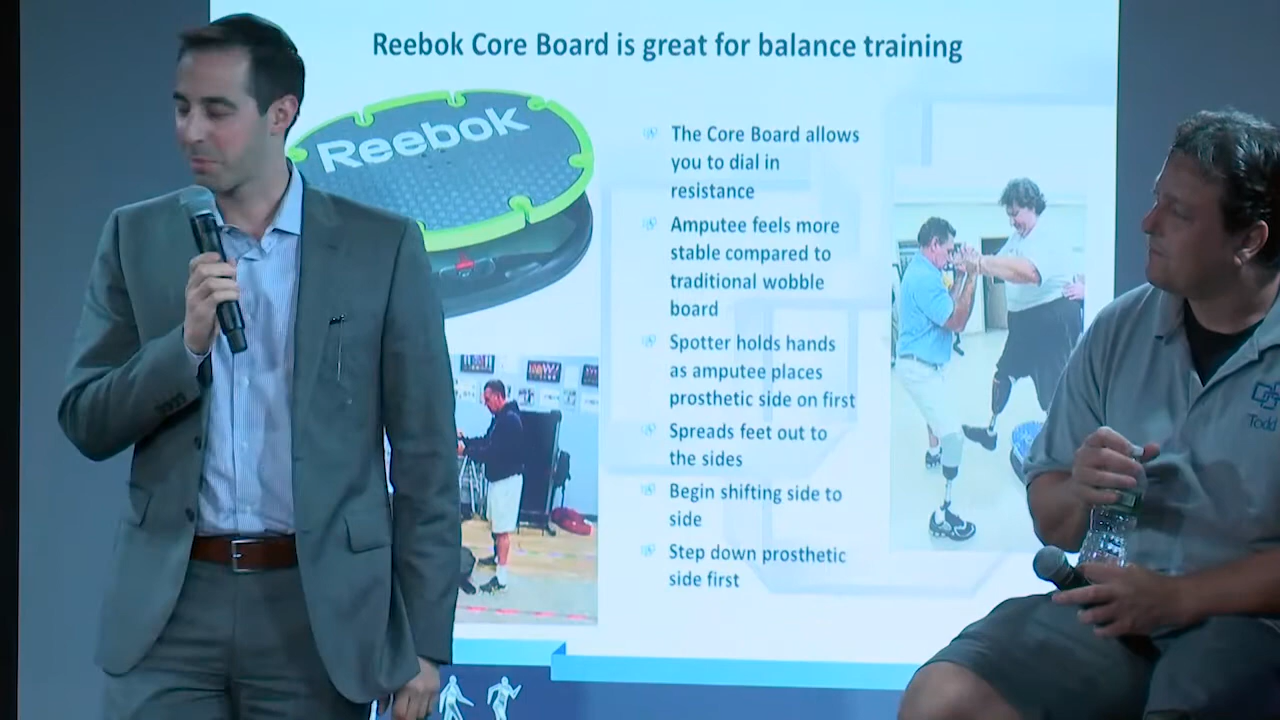 Reebok Core Board is great for balance training
Reebok
The Core Board allows
you to dial in
resistance
Amputee feels more
stable compared to
traditional wobble
board
Spotter holds hands
as amputee places
prosthetic side on first
Spreads feet out to
the sides
Begin shifting side to
side
Step down prosthetic
side first
Todd